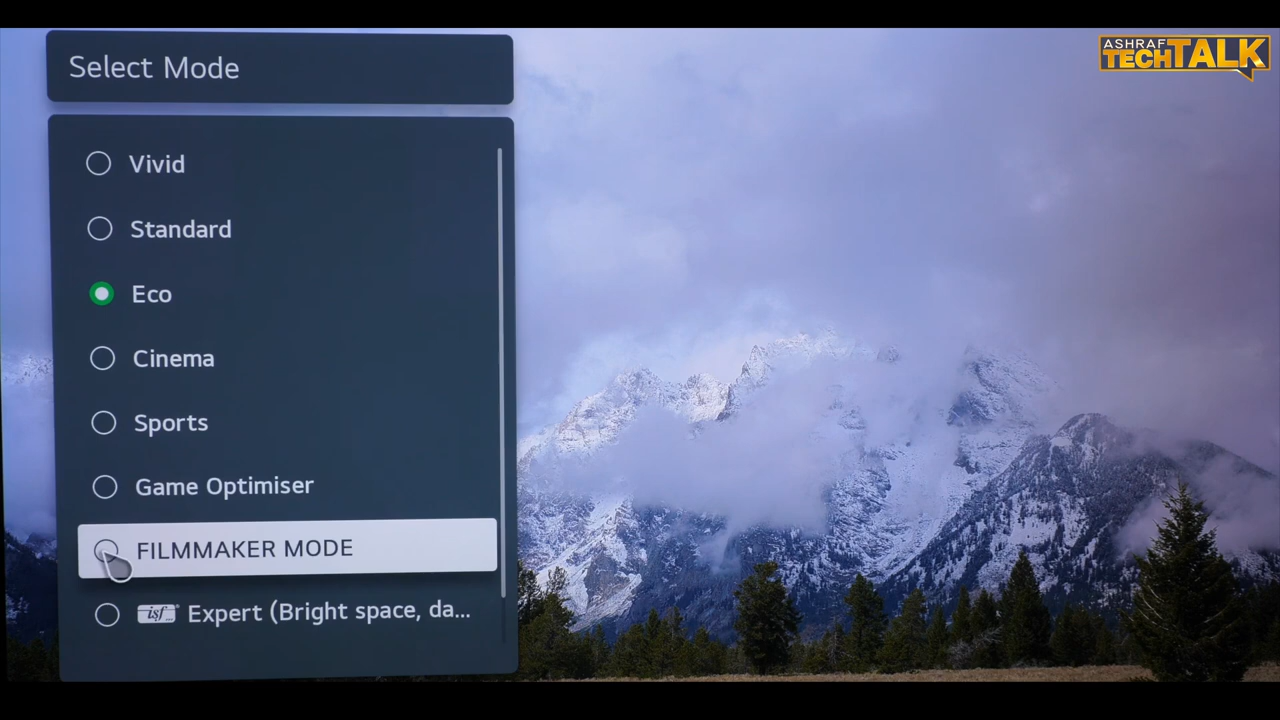 Select Mode
ASHRAF
TECHTALK
Vivid
Standard
Eco
Cinema
Sports
Game Optimiser
FILMMAKER MODE
isf Expert (Bright space, da...